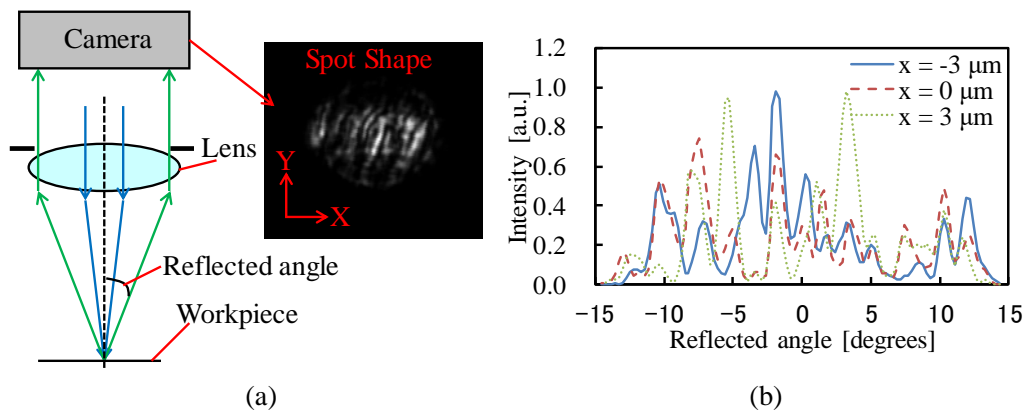 (a)
Camera
Spot Shape
Y
X
Lens
Reflected angle
Workpiece
(b)
1.2
1.0
0.8
0.6
0.4
0.2
0.0
Intensity [a.u.]
x = -3 μm
x = 0 μm
x = 3 μm
-15 -10 -5 0 5 10 15
Reflected angle [degrees]
(a)
(b)